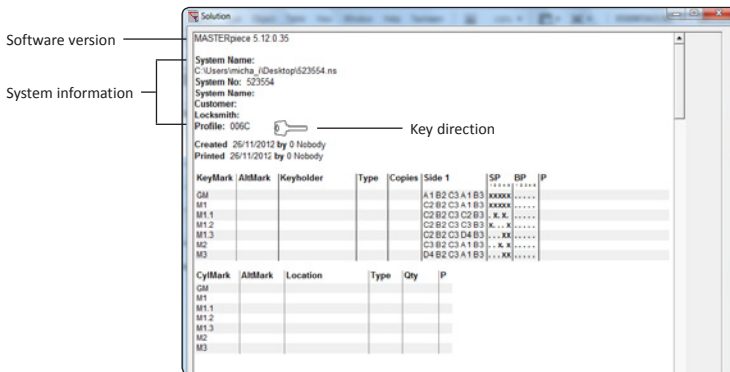 Solution
MASTERpiece 5.12.0.35
Software version
System Name:
C:\Users\micha_i\Desktop\523554.ns
System No: 523554
System information
System Name:
Customer:
Locksmith:
Profile: 006C
Key direction
Created 26/11/2012 by 0 Nobody
Printed 26/11/2012 by 0 Nobody
KeyMark AltMark Keyholder Type Copies Side 1 SP BP P
GM A1 B2 C3 A1 B3 xxxxx .....
M1 C2 B2 C3 A1 B3 xxxxx .....
M1.1 C2 B2 C3 C2 B3 . x. x. .....
M1.2 C2 B2 C3 C3 B3 x. . . x .....
M1.3 C2 B2 C3 D4 B3 . . . xx .....
M2 C3 B2 C3 A1 B3 . . x. x .....
M3 D4 B2 C3 A1 B3 . . . xx .....
CylMark AltMark Location Type Qty P
GM
M1
M1.1
M1.2
M1.3
M2
M3